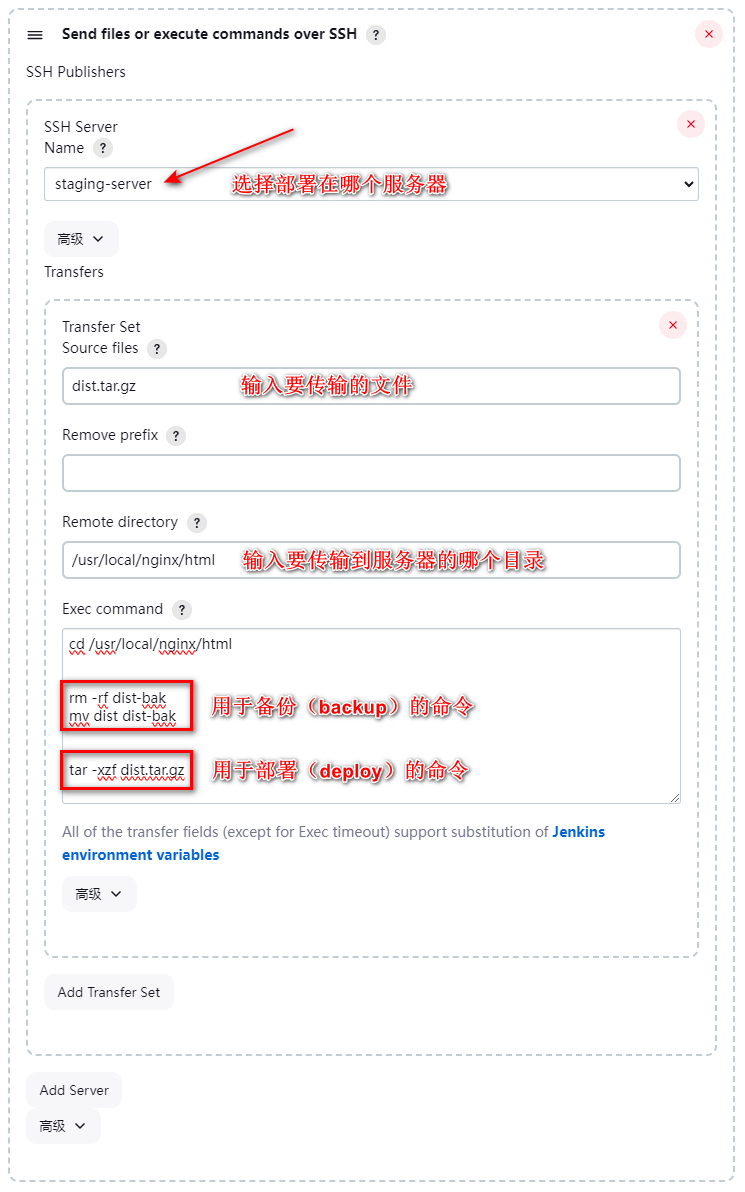 Send files or execute commands over SSH ?
SSH Publishers
SSH Server
Name ?
staging-server 选择部署在哪个服务器
高级
Transfers
Transfer Set
Source files ?
dist.tar.gz 输入要传输的文件
Remove prefix ?
Remote directory ?
/usr/local/nginx/html 输入要传输到服务器的哪个目录
Exec command ?
cd /usr/local/nginx/html
rm -rf dist-bak
mv dist dist-bak
用于备份（backup）的命令
tar -xzf dist.tar.gz 用于部署（deploy）的命令
All of the transfer fields (except for Exec timeout) support substitution of Jenkins
environment variables
高级
Add Transfer Set
Add Server
高级